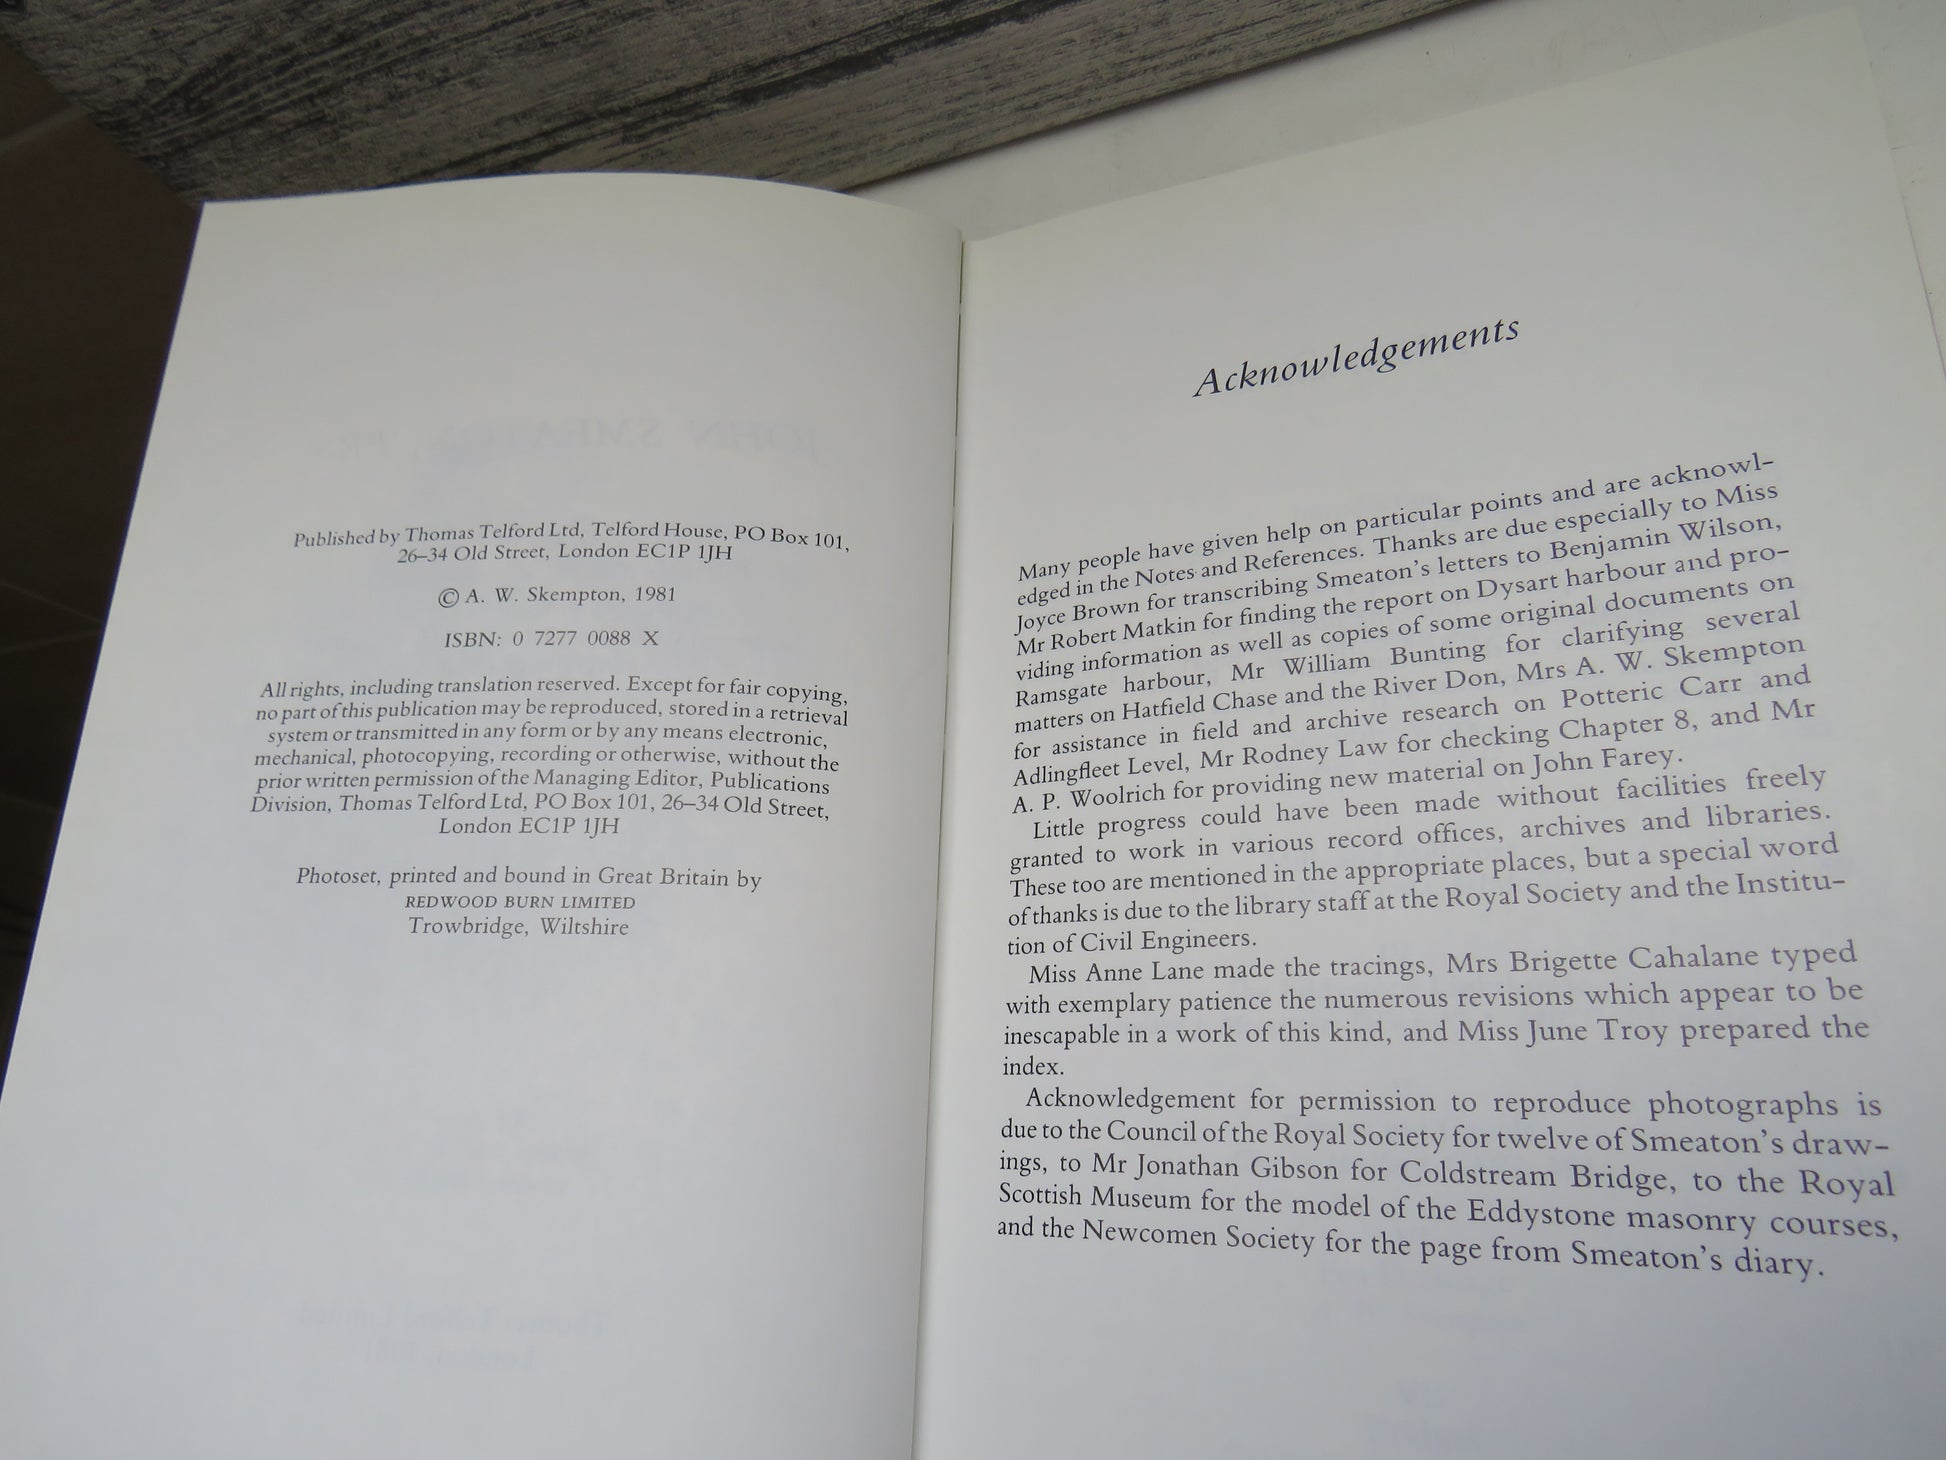 Published by Thomas Telford Ltd, Telford House, PO Box 101,
26–34 Old Street, London EC1P 1JH
© A. W. Skempton, 1981
ISBN: 0 7277 0088 X
All rights, including translation reserved. Except for fair copying,
no part of this publication may be reproduced, stored in a retrieval
system or transmitted in any form or by any means electronic,
mechanical, photocopying, recording or otherwise, without the
prior written permission of the Managing Editor, Publications
Division, Thomas Telford Ltd, PO Box 101, 26–34 Old Street,
London EC1P 1JH
Photoset, printed and bound in Great Britain by
REDWOOD BURN LIMITED
Trowbridge, Wiltshire
Acknowledgements
Many people have given help on particular points and are acknowl-
edged in the Notes and References. Thanks are due especially to Miss
Joyce Brown for transcribing Smeaton's letters to Benjamin Wilson,
Mr Robert Matkin for finding the report on Dysart harbour and pro-
viding information as well as copies of some original documents on
Ramsgate harbour, Mr William Bunting for clarifying several
matters on Hatfield Chase and the River Don, Mrs A. W. Skempton
for assistance in field and archive research on Potteric Carr and
Adlingfleet Level, Mr Rodney Law for checking Chapter 8, and Mr
A. P. Woolrich for providing new material on John Farey.
Little progress could have been made without facilities freely
granted to work in various record offices, archives and libraries.
These too are mentioned in the appropriate places, but a special word
of thanks is due to the library staff at the Royal Society and the Institu-
tion of Civil Engineers.
Miss Anne Lane made the tracings, Mrs Brigette Cahalane typed
with exemplary patience the numerous revisions which appear to be
inescapable in a work of this kind, and Miss June Troy prepared the
index.
Acknowledgement for permission to reproduce photographs is
due to the Council of the Royal Society for twelve of Smeaton's draw-
ings, to Mr Jonathan Gibson for Coldstream Bridge, to the Royal
Scottish Museum for the model of the Eddystone masonry courses,
and the Newcomen Society for the page from Smeaton's diary.